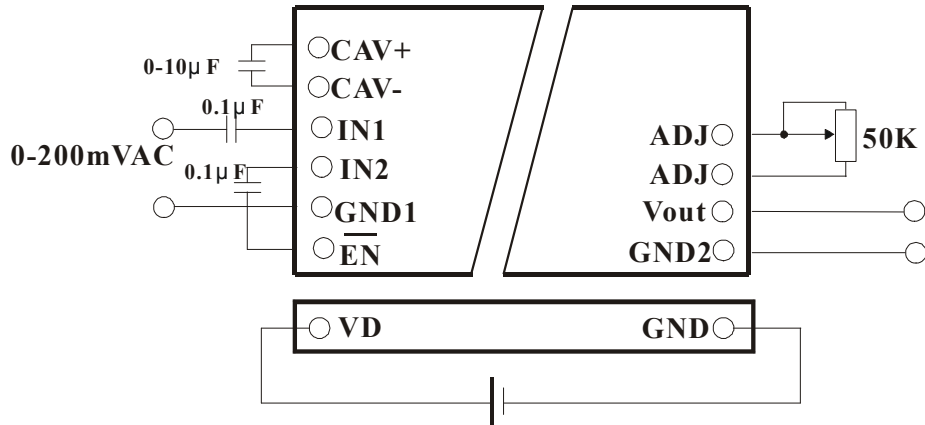 CAV+
0-10μF
CAV-
0.1μF
IN1
0-200mVAC
IN2
0.1μF
GND1
EN
ADJ
50K
ADJ
Vout
GND2
VD
GND